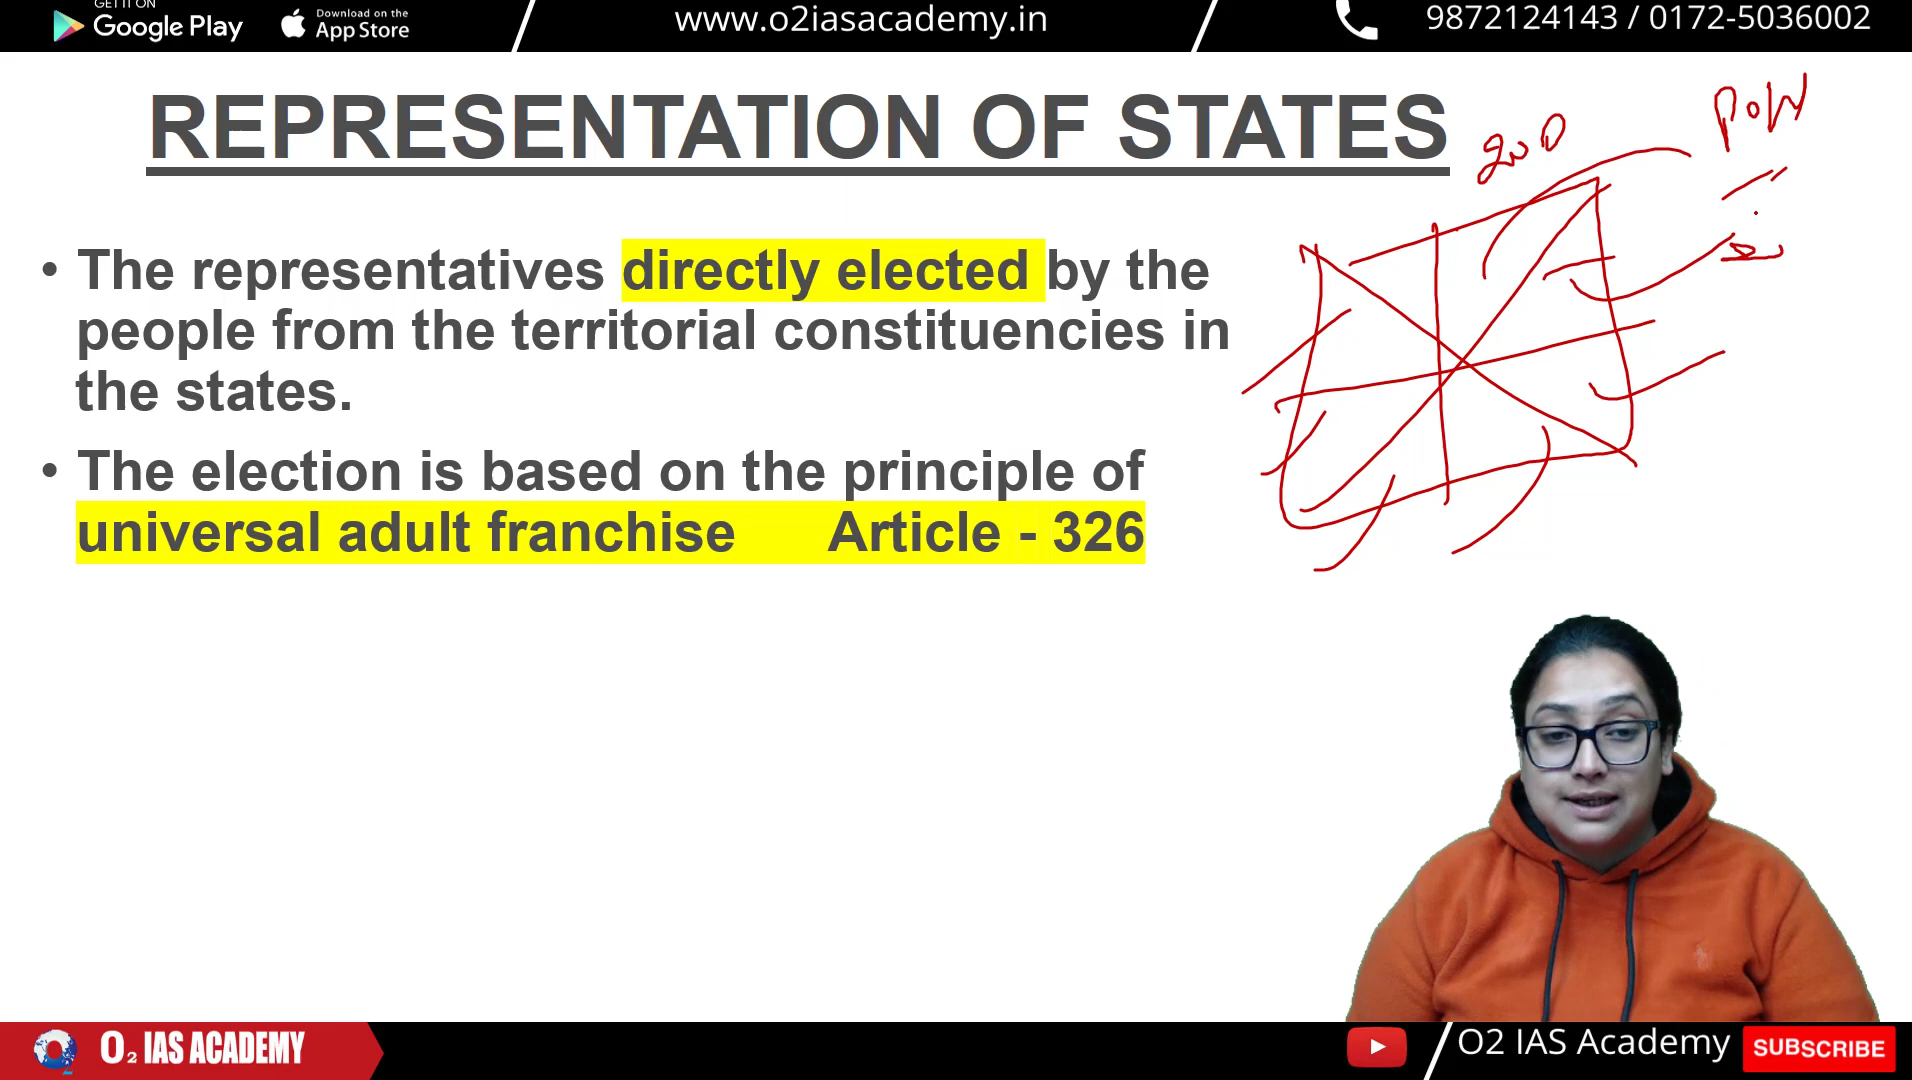 GET IT ON
Google Play
Download on the
App Store
www.o2iasacademy.in
9872124143 / 0172-5036002
REPRESENTATION OF STATES
• The representatives directly elected by the
people from the territorial constituencies in
the states.
• The election is based on the principle of
universal adult franchise Article - 326
200
O2 IAS ACADEMY
O2 IAS Academy
SUBSCRIBE